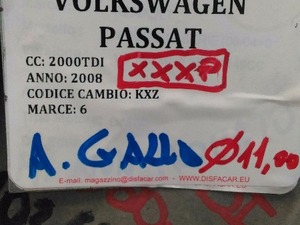 VOLKSWAGEN
PASSAT
CC: 2000TDI
XXXP
ANNO: 2008
CODICE CAMBIO: KXZ
MARCE: 6
A. GALLO Ø11,00
E-mail: magazzino@disfacar.com - WWW.DISFACAR.EU